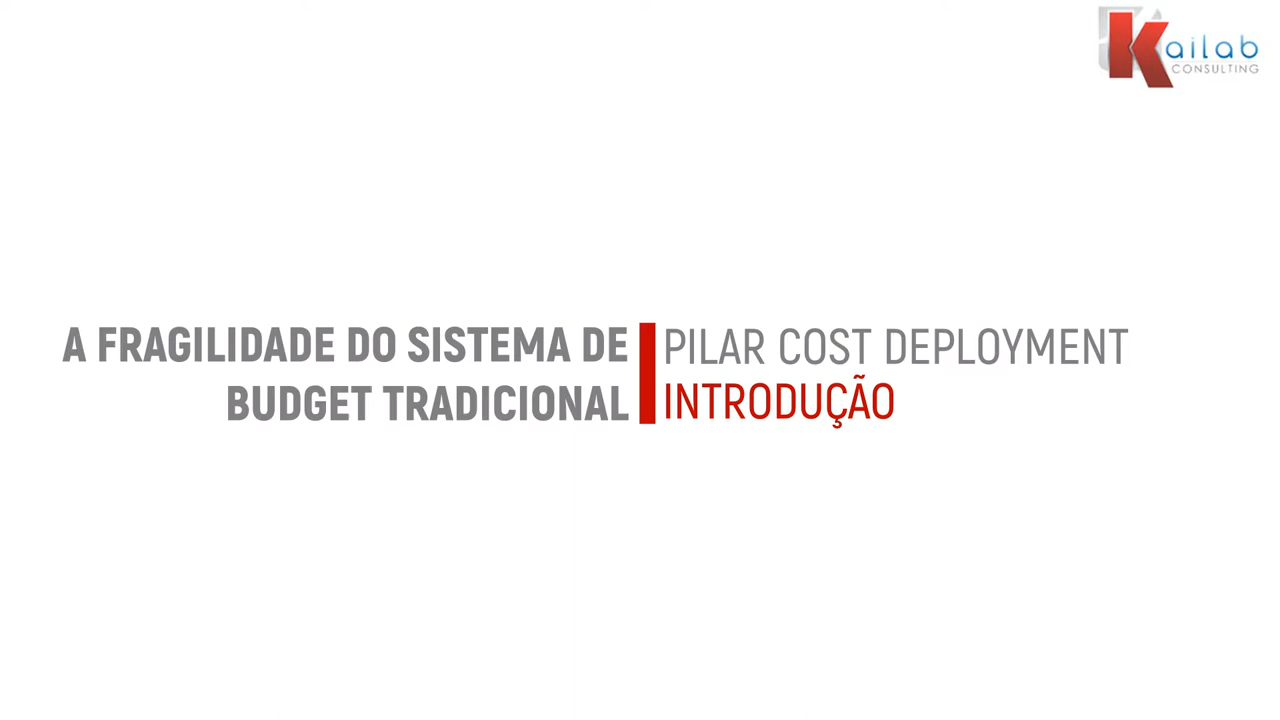 Kailab
CONSULTING
A FRAGILIDADE DO SISTEMA DE
BUDGET TRADICIONAL
PILAR COST DEPLOYMENT
INTRODUÇÃO